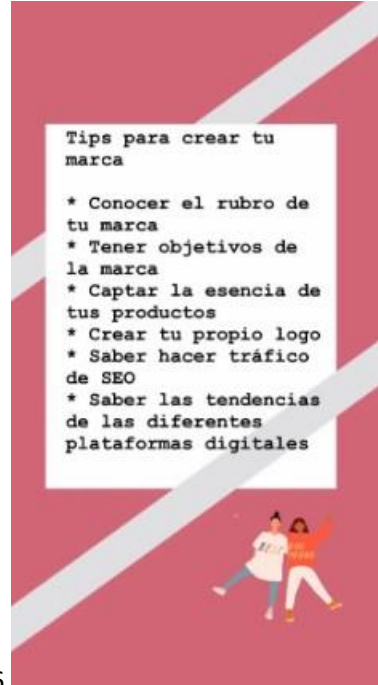 Tips para crear tu
marca
* Conocer el rubro de
tu marca
* Tener objetivos de
la marca
* Captar la esencia de
tus productos
* Crear tu propio logo
* Saber hacer tráfico
de SEO
* Saber las tendencias
de las diferentes
plataformas digitales